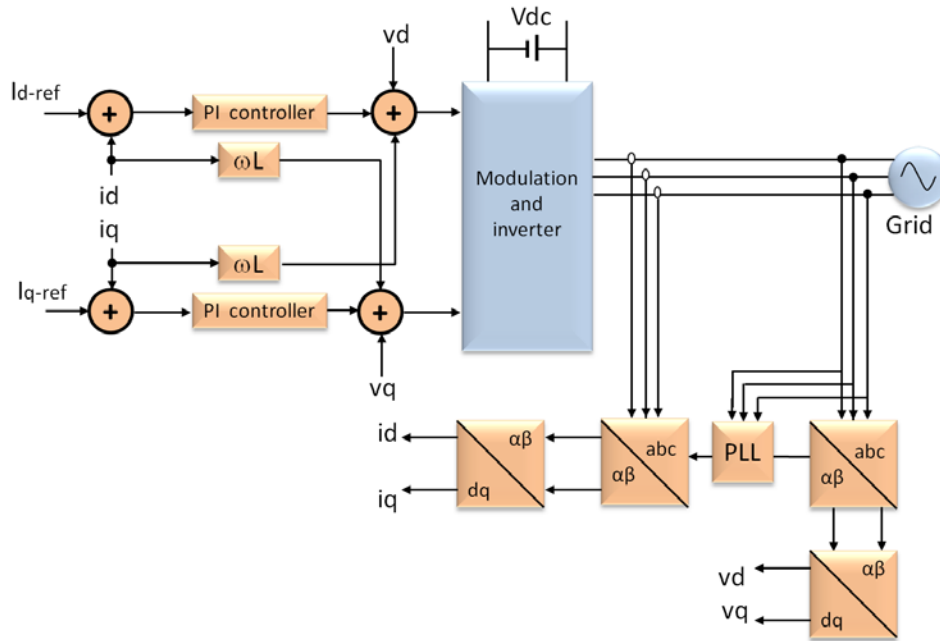 Vdc
vd
Id-ref
+
PI controller
+
ωL
id
iq
Modulation
and
inverter
Grid
ωL
Iq-ref
+
PI controller
+
vq
id
αβ
abc
PLL
abc
iq
dq
αβ
αβ
vd
αβ
vq
dq